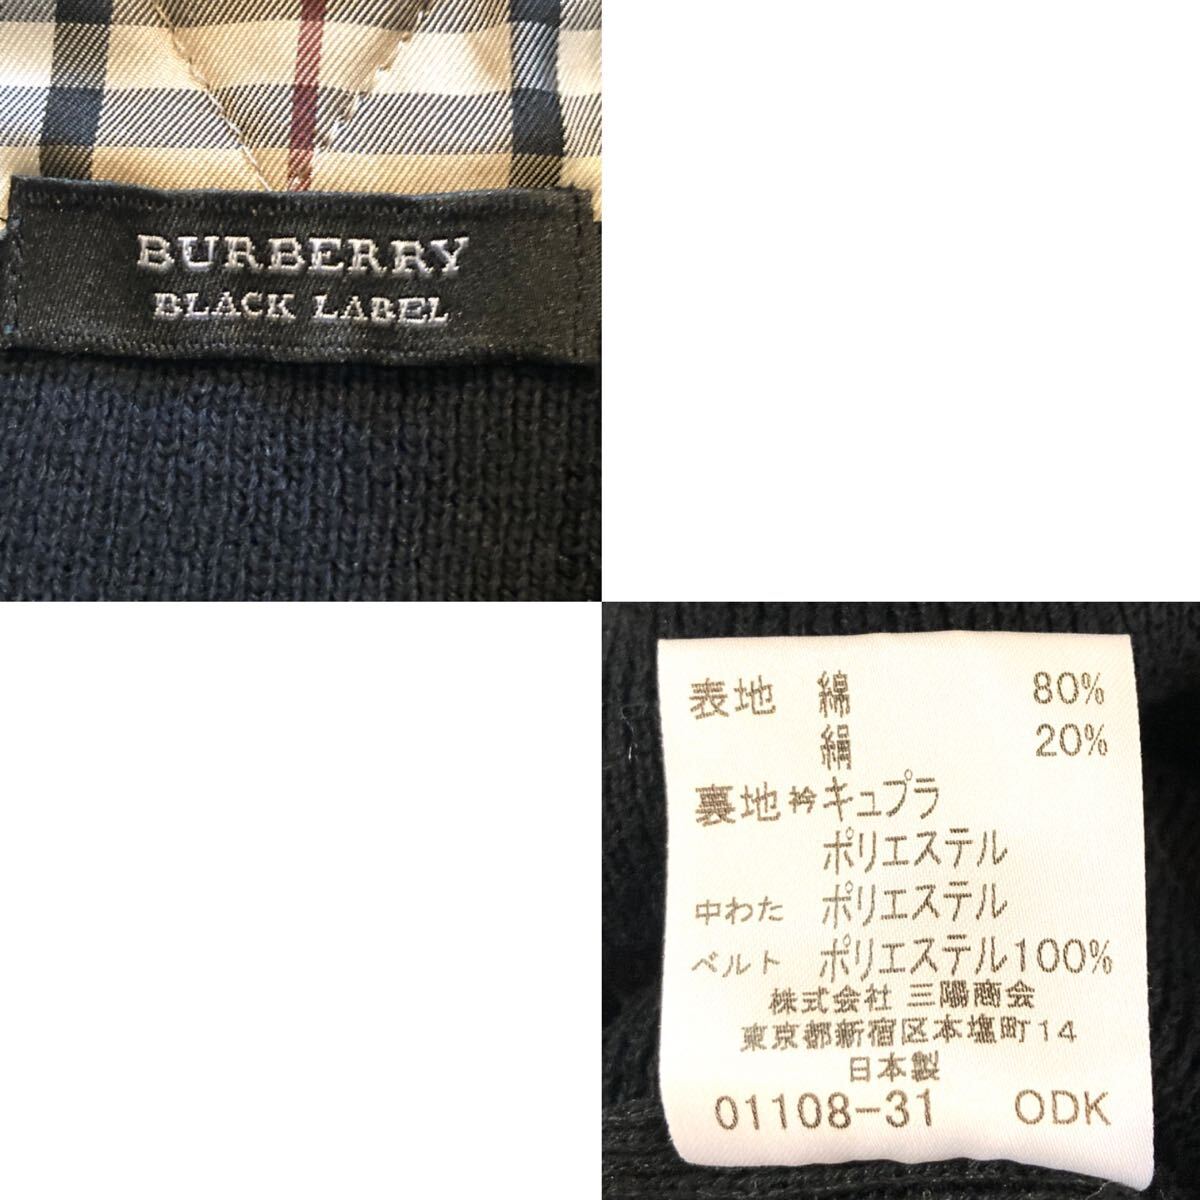 BURBERRY
BLACK LABEL
表地 綿 80%
絹 20%
裏地 衿 キュプラ
ポリエステル
中わた ポリエステル
ベルト ポリエステル 100%
株式会社 三陽商会
東京都新宿区本塩町14
日本製
01108-31 ODK